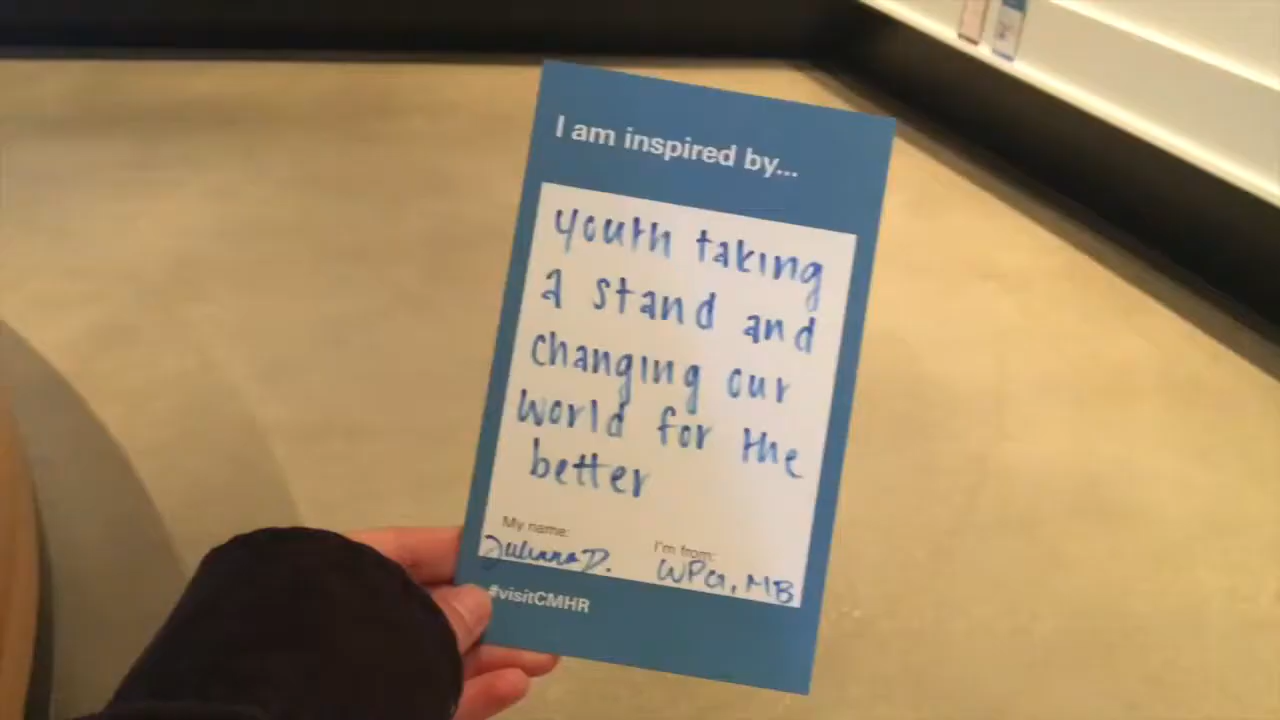 I am inspired by...
youth taking
a stand and
changing our
world for the
better
My name:
Juliana D.
I'm from:
WPG, MB
#visitCMHR